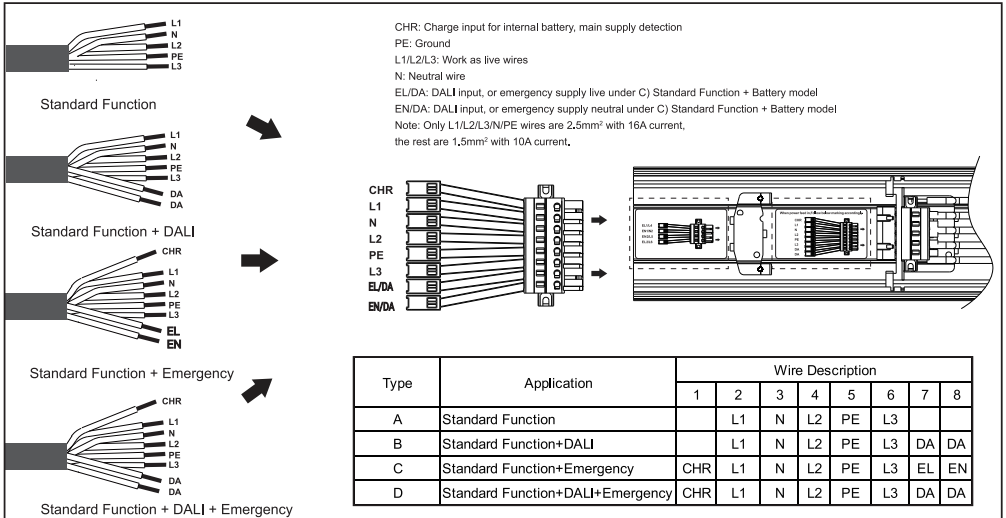 L1
N
L2
PE
L3
Standard Function
L1
N
L2
PE
L3
DA
DA
Standard Function + DALI
CHR
L1
N
L2
PE
L3
EL
EN
Standard Function + Emergency
CHR
L1
N
L2
PE
L3
DA
DA
Standard Function + DALI + Emergency
CHR: Charge input for internal battery, main supply detection
PE: Ground
L1/L2/L3: Work as live wires
N: Neutral wire
EL/DA: DALI input, or emergency supply live under C) Standard Function + Battery model
EN/DA: DALI input, or emergency supply neutral under C) Standard Function + Battery model
Note: Only L1/L2/L3/N/PE wires are 2.5mm² with 16A current,
the rest are 1.5mm² with 10A current.
CHR
L1
N
L2
PE
L3
EL/DA
EN/DA
CHR
L1
N
L2
PE
L3
DA
DA
Type Application Wire Description
1 2 3 4 5 6 7 8
A Standard Function L1 N L2 PE L3
B Standard Function+DALI L1 N L2 PE L3 DA DA
C Standard Function+Emergency CHR L1 N L2 PE L3 EL EN
D Standard Function+DALI+Emergency CHR L1 N L2 PE L3 DA DA